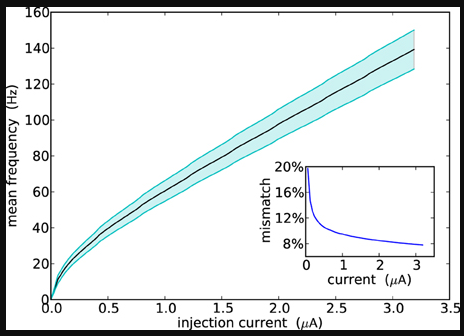 160
140
120
100
80
60
40
20
0
mean frequency (Hz)
0.0 0.5 1.0 1.5 2.0 2.5 3.0 3.5
injection current (μA)
20%
16%
12%
8%
mismatch
0 1 2 3
current (μA)